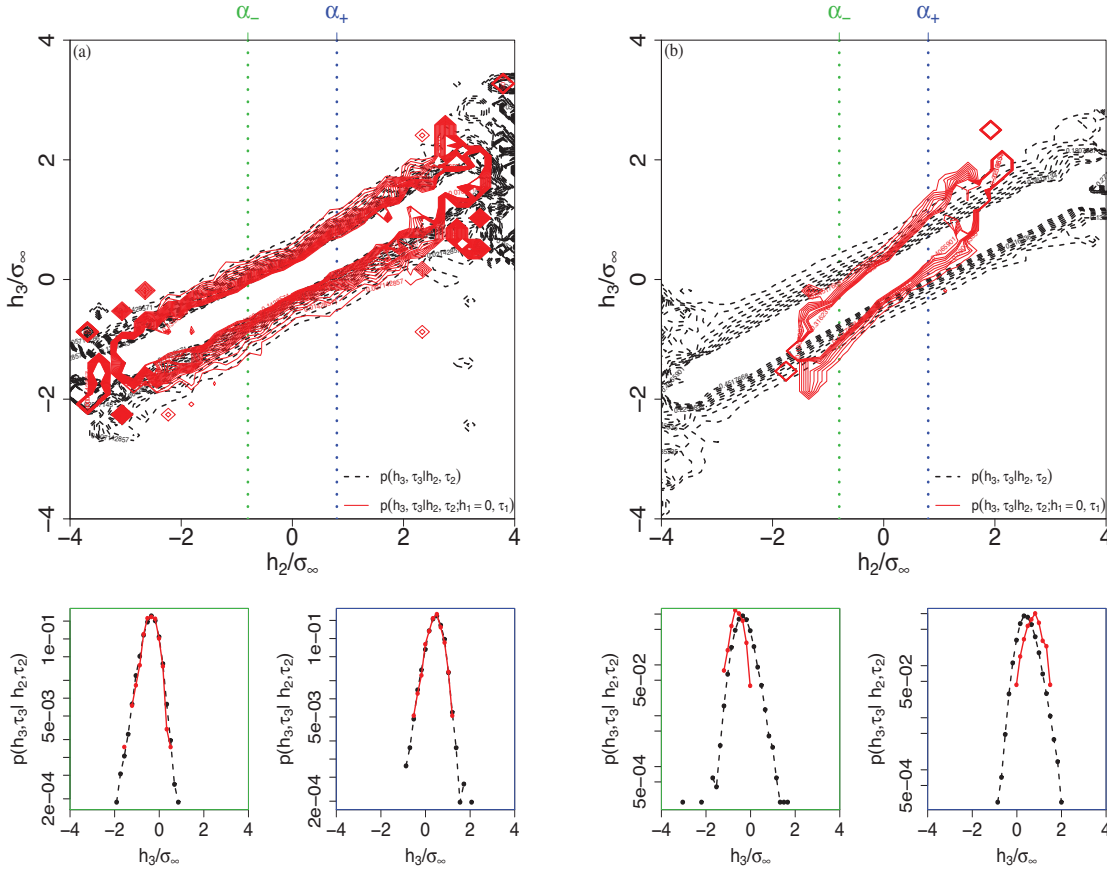 α₋ α₊ α₋ α₊
(a) (b)
h₃/σ∞ h₃/σ∞
4 4
2 2
0 0
−2 −2
−4 −4
p(h₃, τ₃|h₂, τ₂) p(h₃, τ₃|h₂, τ₂)
p(h₃, τ₃|h₂, τ₂;h₁ = 0, τ₁) p(h₃, τ₃|h₂, τ₂;h₁ = 0, τ₁)
−4 −2 0 2 4 −4 −2 0 2 4
h₂/σ∞ h₂/σ∞
p(h₃,τ₃| h₂,τ₂) p(h₃,τ₃| h₂,τ₂) p(h₃,τ₃| h₂,τ₂) p(h₃,τ₃| h₂,τ₂)
1e−01 1e−01 5e−02 5e−02
5e−03 5e−03
2e−04 2e−04 5e−04 5e−04
−4 −2 0 2 4 −4 −2 0 2 4 −4 −2 0 2 4 −4 −2 0 2 4
h₃/σ∞ h₃/σ∞ h₃/σ∞ h₃/σ∞